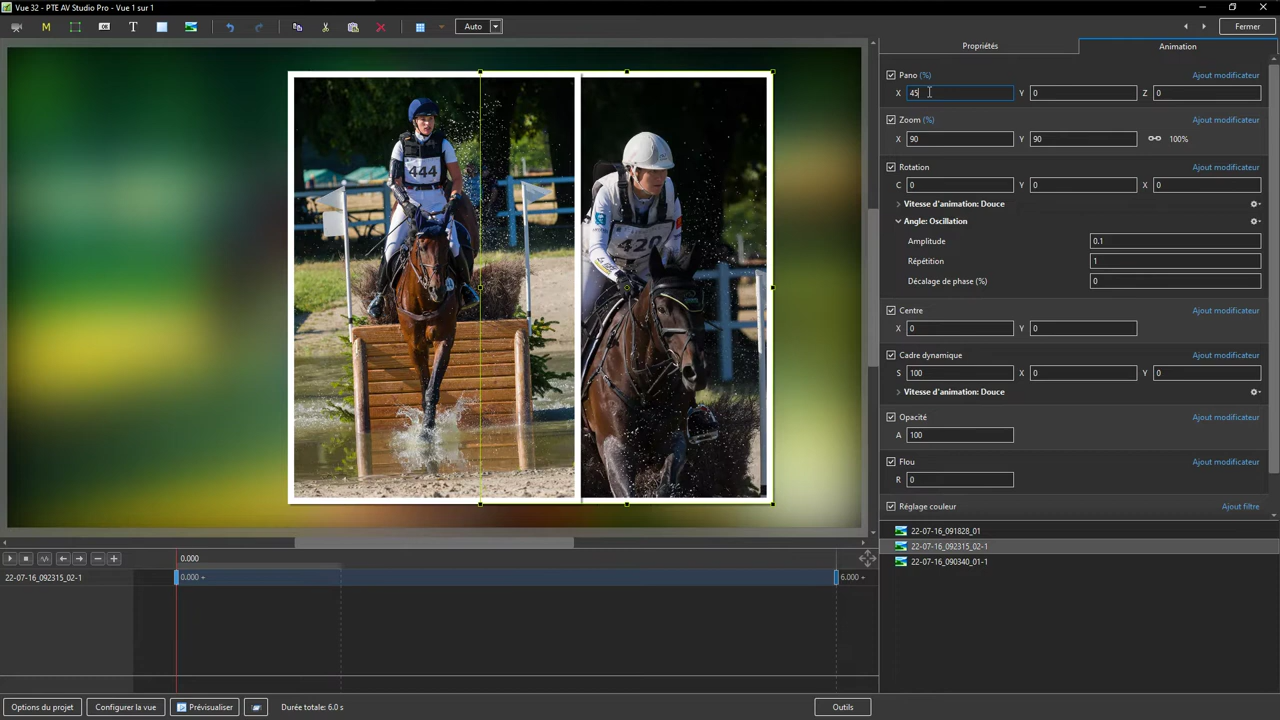 Vue 32 - PTE AV Studio Pro - Vue 1 sur 1
M OK T Auto Fermer
Propriétés Animation
Pano (%) Ajout modificateur
X 45 Y 0 Z 0
Zoom (%) Ajout modificateur
X 90 Y 90 100%
Rotation Ajout modificateur
C 0 Y 0 X 0
Vitesse d'animation: Douce
Angle: Oscillation
Amplitude 0.1
Répétition 1
Décalage de phase (%) 0
Centre Ajout modificateur
X 0 Y 0
Cadre dynamique Ajout modificateur
S 100 X 0 Y 0
Vitesse d'animation: Douce
Opacité Ajout modificateur
A 100
Flou Ajout modificateur
R 0
Réglage couleur Ajout filtre
22-07-16_091828_01
22-07-16_092315_02-1
22-07-16_090340_01-1
444
420
0.000
22-07-16_092315_02-1 0.000 + 6.000 +
Options du projet Configurer la vue Prévisualiser Durée totale: 6.0 s Outils